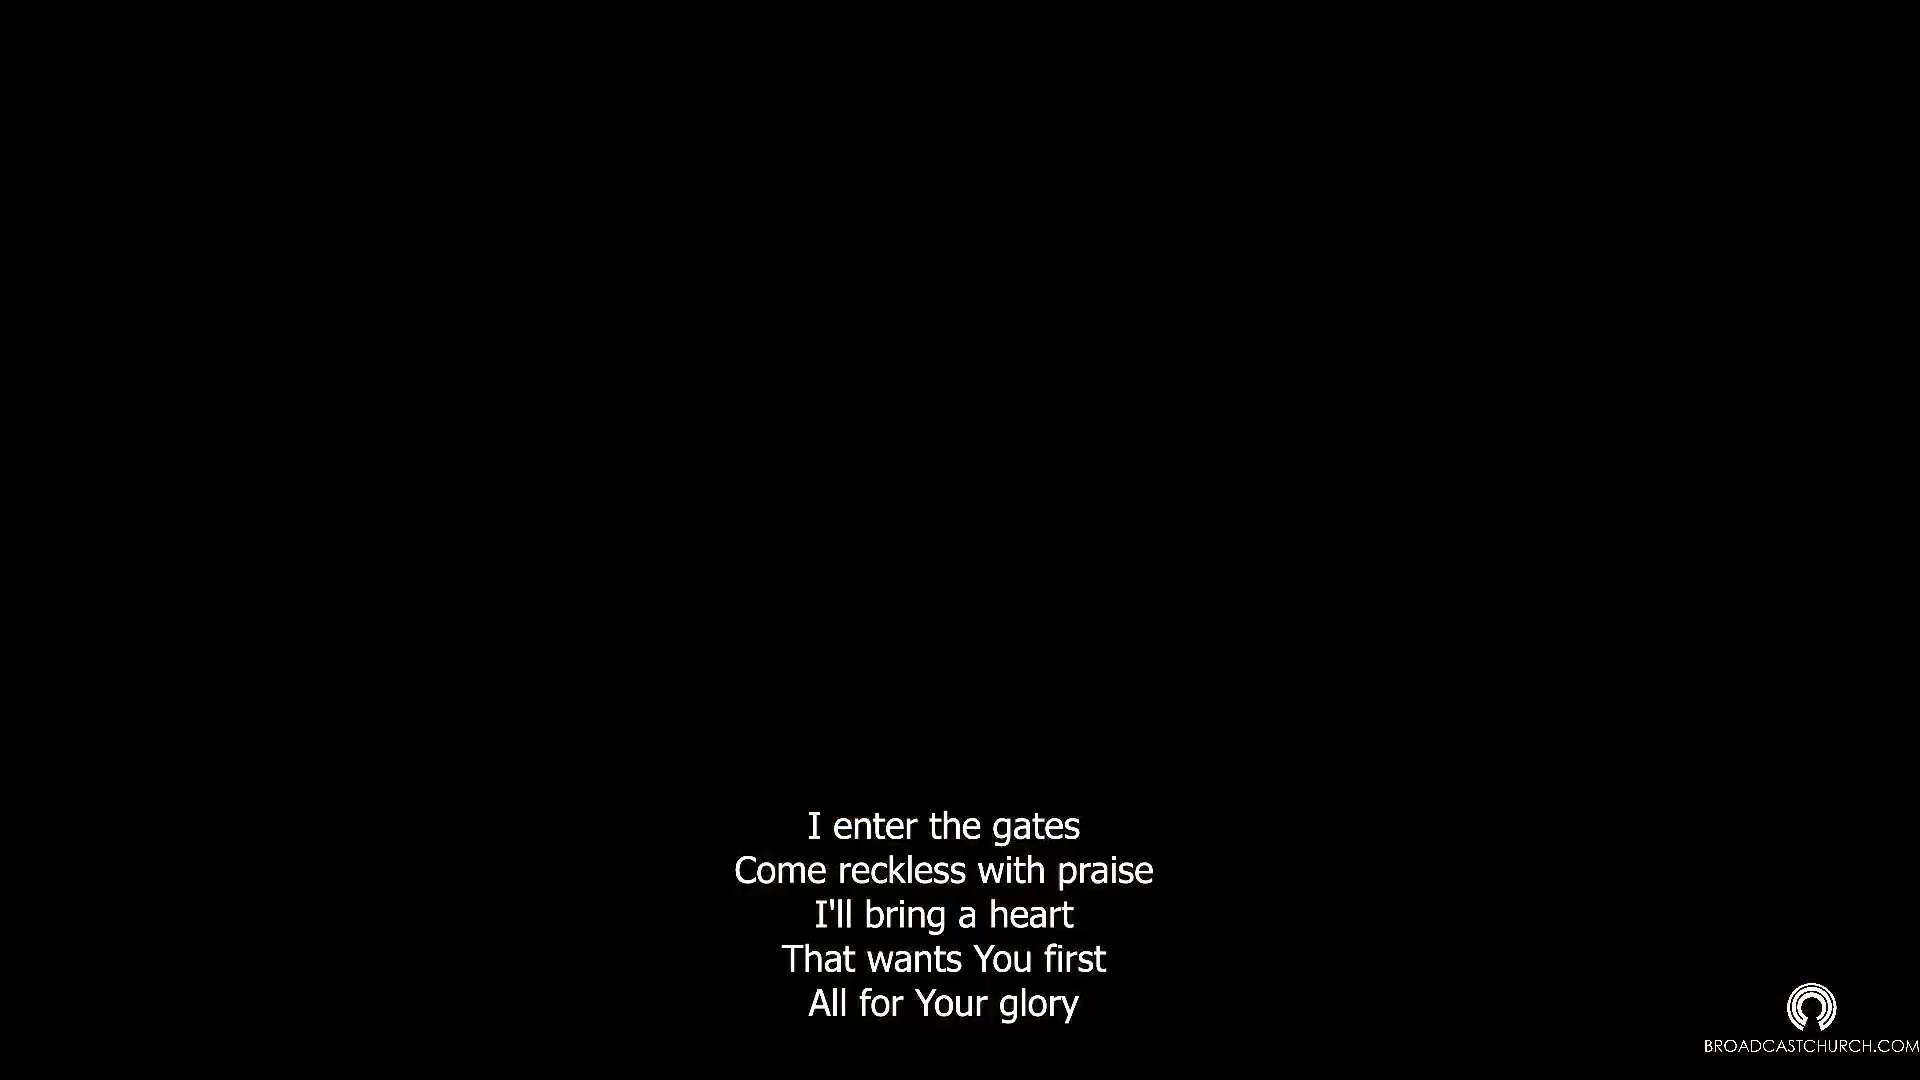 I enter the gates
Come reckless with praise
I'll bring a heart
That wants You first
All for Your glory
BROADCASTCHURCH.COM